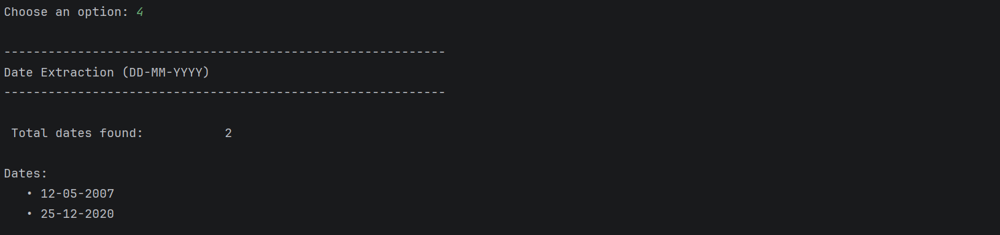 Choose an option: 4
------------------------------------------------------------
Date Extraction (DD-MM-YYYY)
------------------------------------------------------------
Total dates found:           2
Dates:
• 12-05-2007
• 25-12-2020